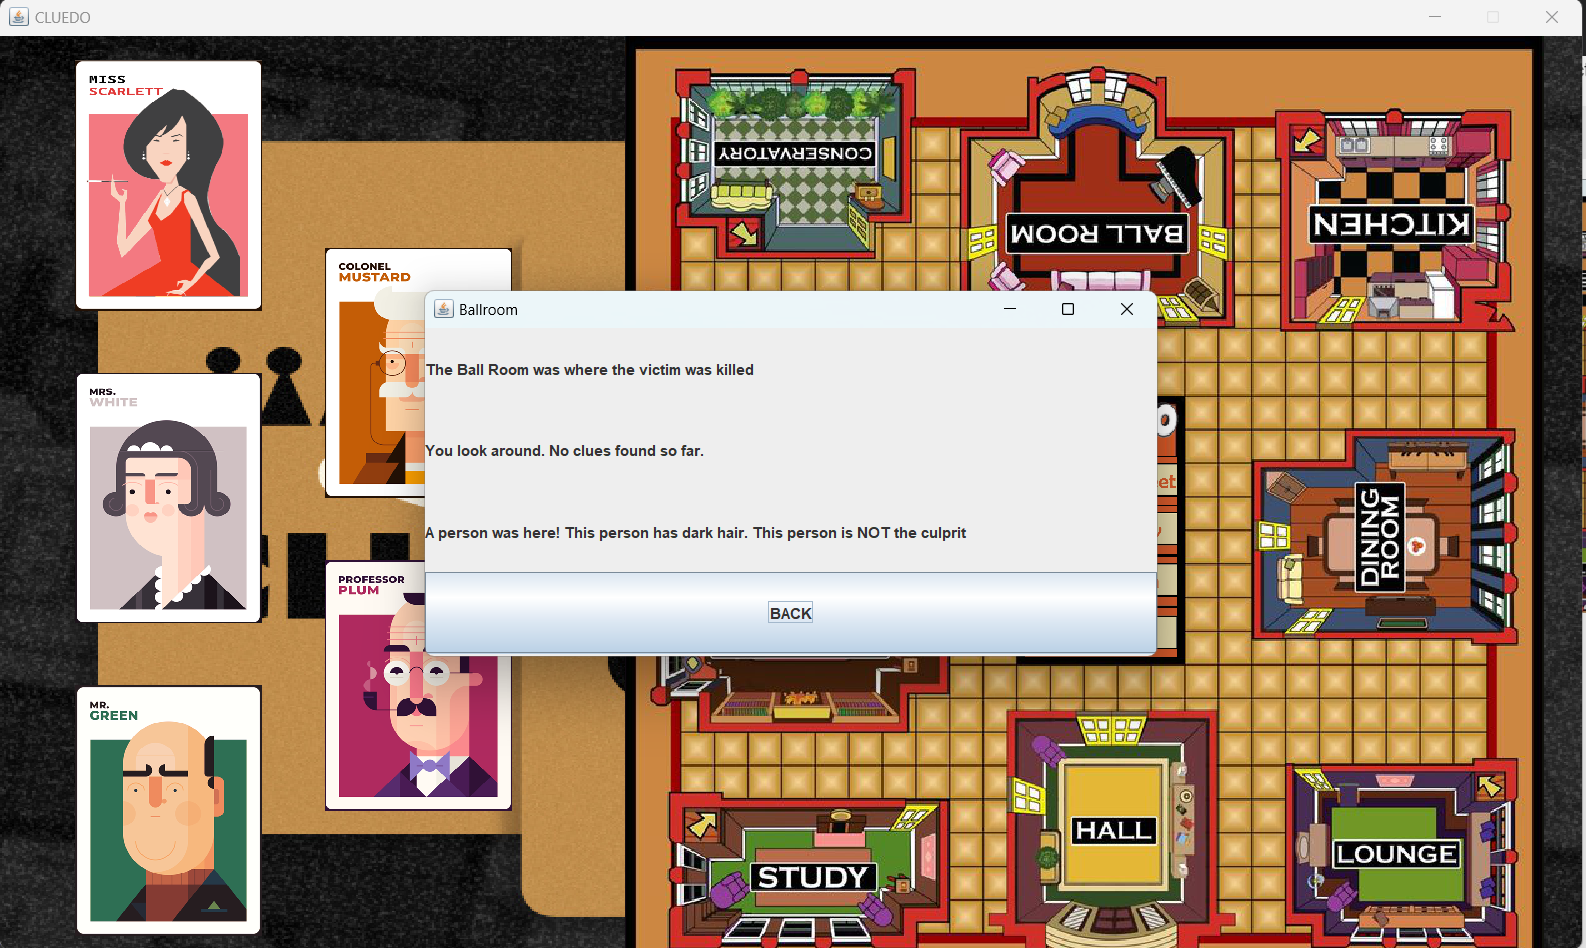 CLUEDO
MISS
SCARLETT
COLONEL
MUSTARD
MRS.
WHITE
PROFESSOR
PLUM
MR.
GREEN
CONSERVATORY
BALL ROOM
KITCHEN
Ballroom
The Ball Room was where the victim was killed
You look around. No clues found so far.
A person was here! This person has dark hair. This person is NOT the culprit
BACK
O
et
DINING
ROOM
STUDY
HALL
LOUNGE